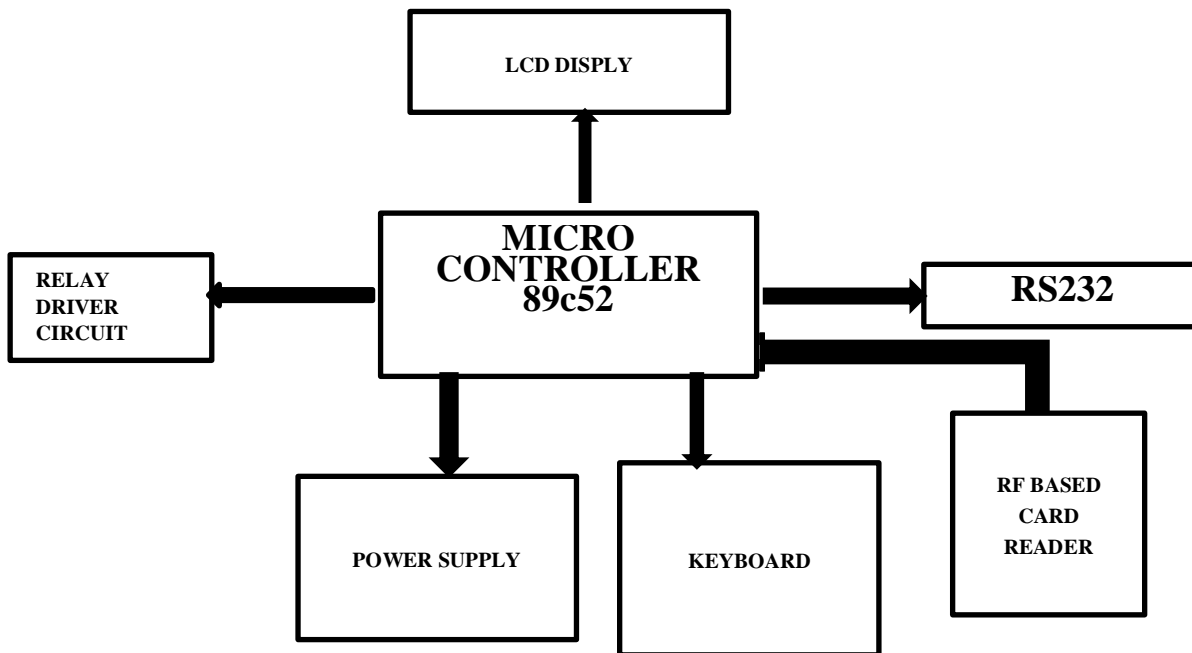 LCD DISPLY
MICRO
CONTROLLER
89c52
RELAY
DRIVER
CIRCUIT
RS232
POWER SUPPLY
KEYBOARD
RF BASED
CARD
READER